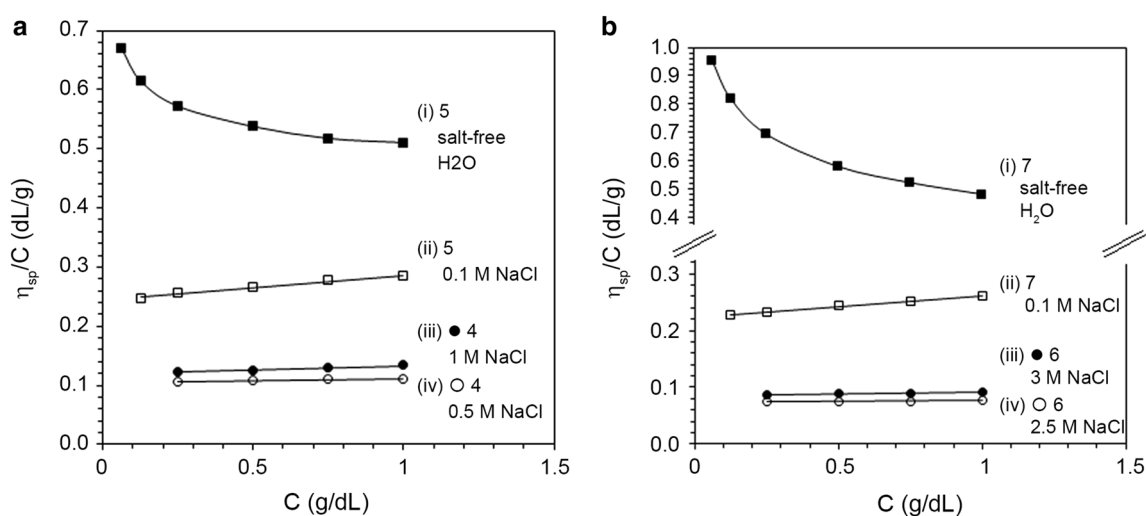 a
0.7
0.6
0.5
0.4
0.3
0.2
0.1
0.0
0
0.5
1
1.5
ηsp/C (dL/g)
C (g/dL)
(i) 5
salt-free
H2O
(ii) 5
0.1 M NaCl
(iii) ● 4
1 M NaCl
(iv) ○ 4
0.5 M NaCl
b
1.0
0.9
0.8
0.7
0.6
0.5
0.4
0.3
0.2
0.1
0.0
0
0.5
1
1.5
ηsp/C (dL/g)
C (g/dL)
(i) 7
salt-free
H₂O
(ii) 7
0.1 M NaCl
(iii) ● 6
3 M NaCl
(iv) ○ 6
2.5 M NaCl